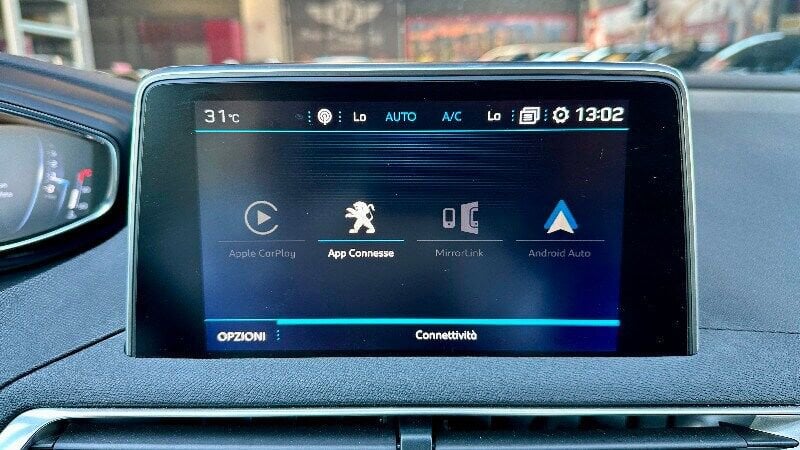 31°C Lo AUTO A/C Lo 13:02
Apple CarPlay App Connesse MirrorLink Android Auto
OPZIONI Connettività